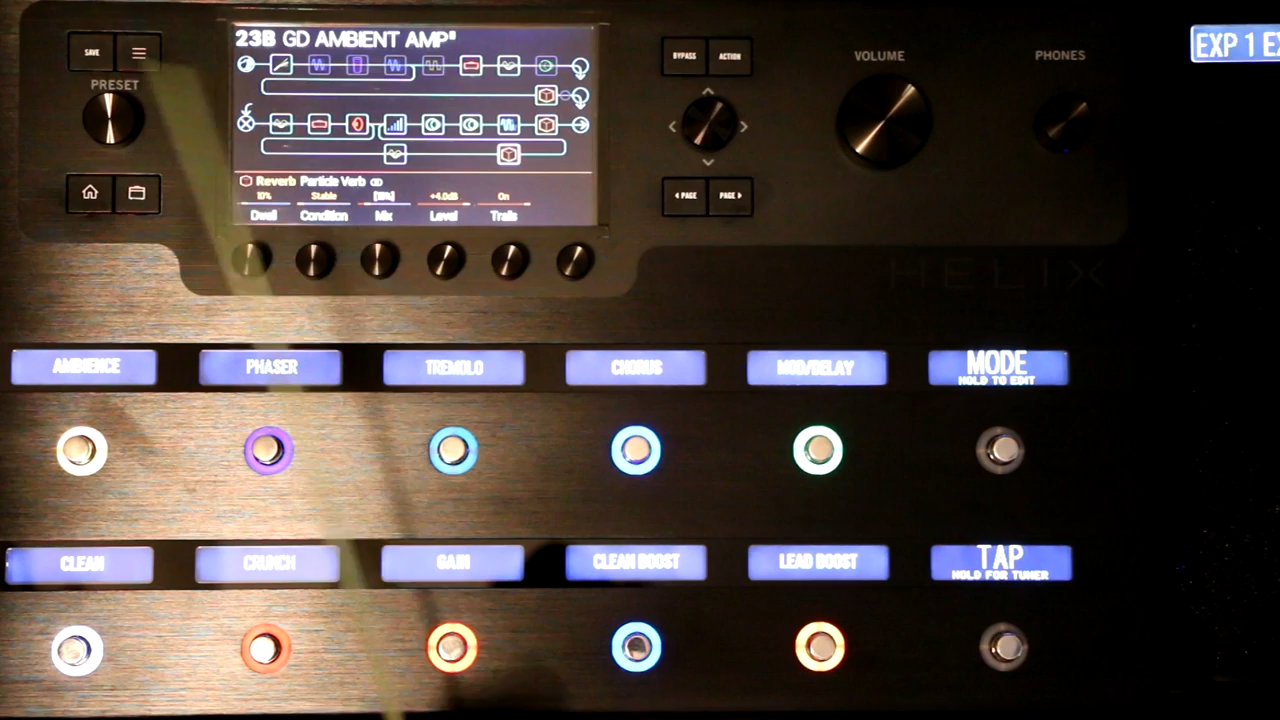 SAVE
PRESET
23B GD AMBIENT AMP
Reverb Particle Verb
10% Stable [18%] +4.0dB On
Dwell Condition Mix Level Trails
BYPASS ACTION
PAGE PAGE
VOLUME
PHONES
EXP 1 EX
HELIX
AMBIENCE PHASER TREMOLO CHORUS MOD/DELAY MODE
HOLD TO EDIT
CLEAN CRUNCH GAIN CLEAN BOOST LEAD BOOST TAP
HOLD FOR TUNER